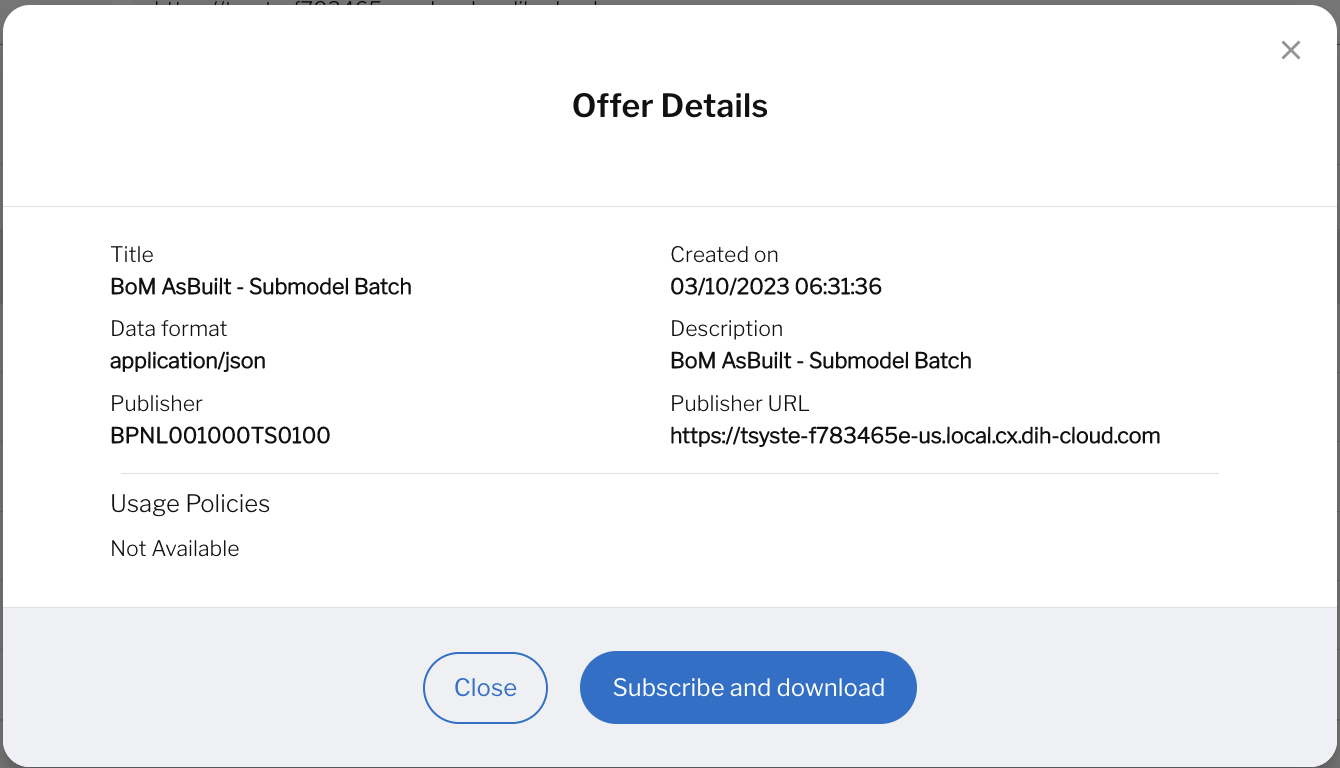 Offer Details
Title
BoM AsBuilt - Submodel Batch
Created on
03/10/2023 06:31:36
Data format
application/json
Description
BoM AsBuilt - Submodel Batch
Publisher
BPNL001000TS0100
Publisher URL
https://tsyste-f783465e-us.local.cx.dih-cloud.com
Usage Policies
Not Available
Close
Subscribe and download